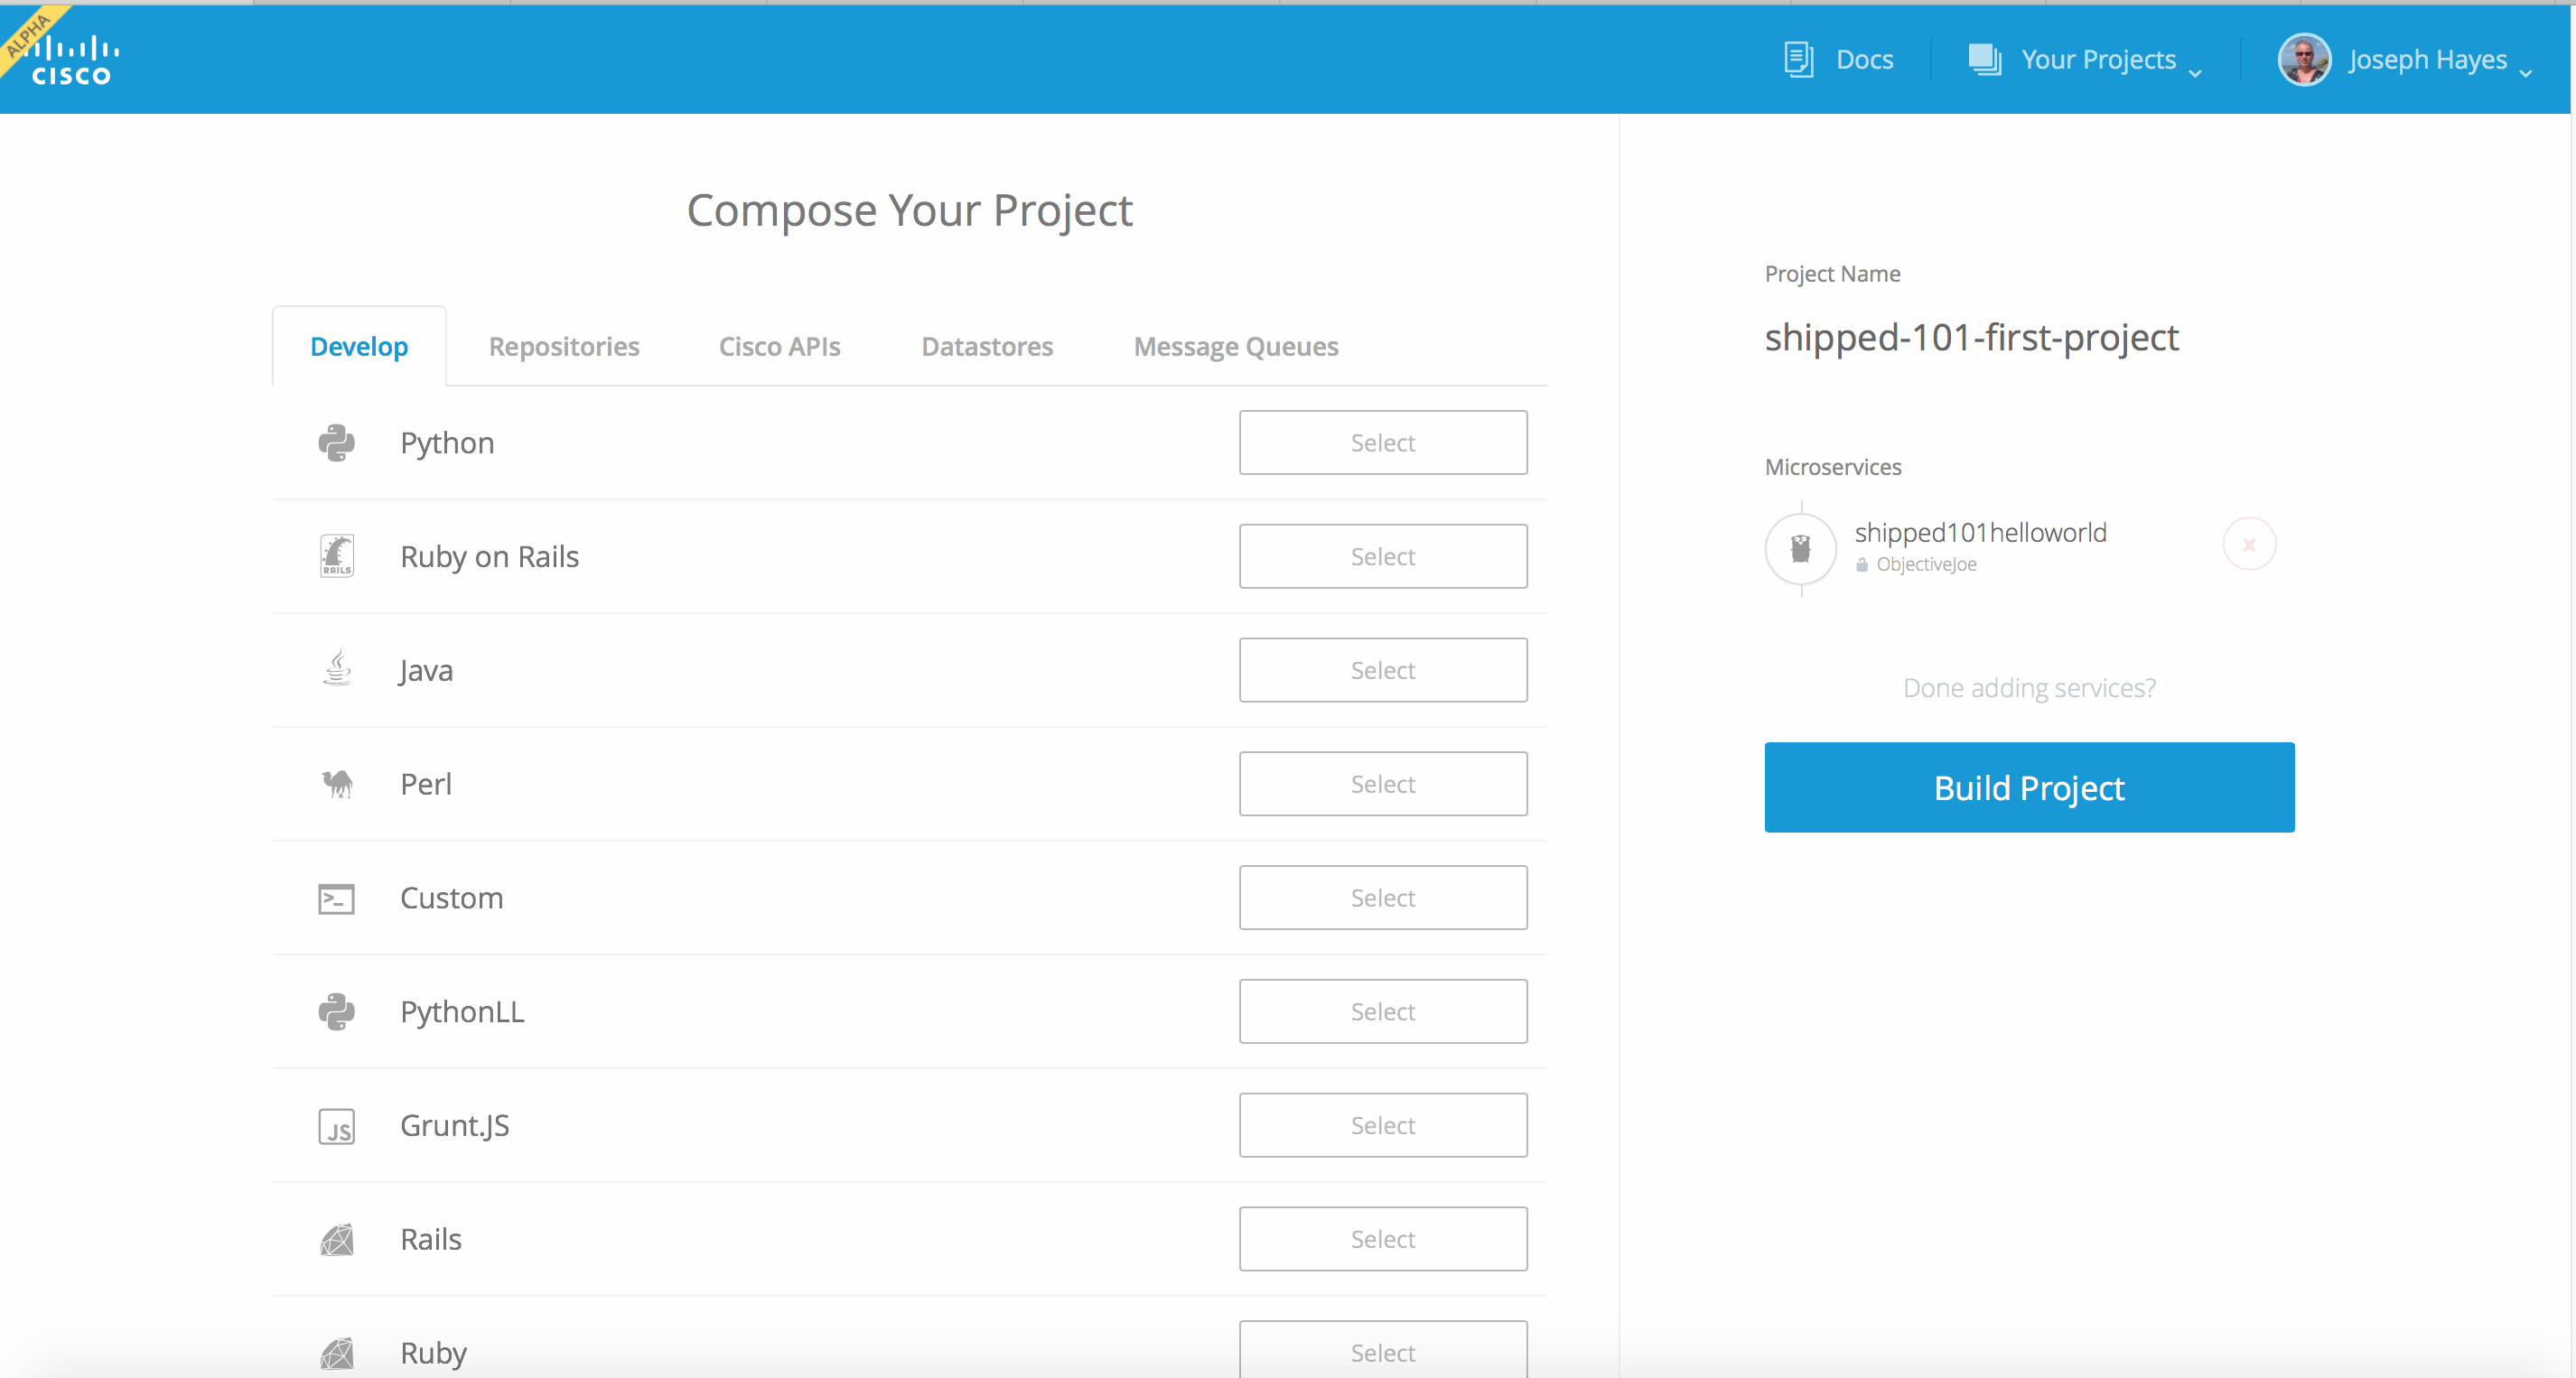 ALPHA
CISCO
Docs
Your Projects
Joseph Hayes
Compose Your Project
Develop
Repositories
Cisco APIs
Datastores
Message Queues
Python
Select
RAILS
Ruby on Rails
Select
Java
Select
Perl
Select
>_
Custom
Select
PythonLL
Select
JS
Grunt.JS
Select
Rails
Select
Ruby
Select
Project Name
shipped-101-first-project
Microservices
shipped101helloworld
ObjectiveJoe
Done adding services?
Build Project